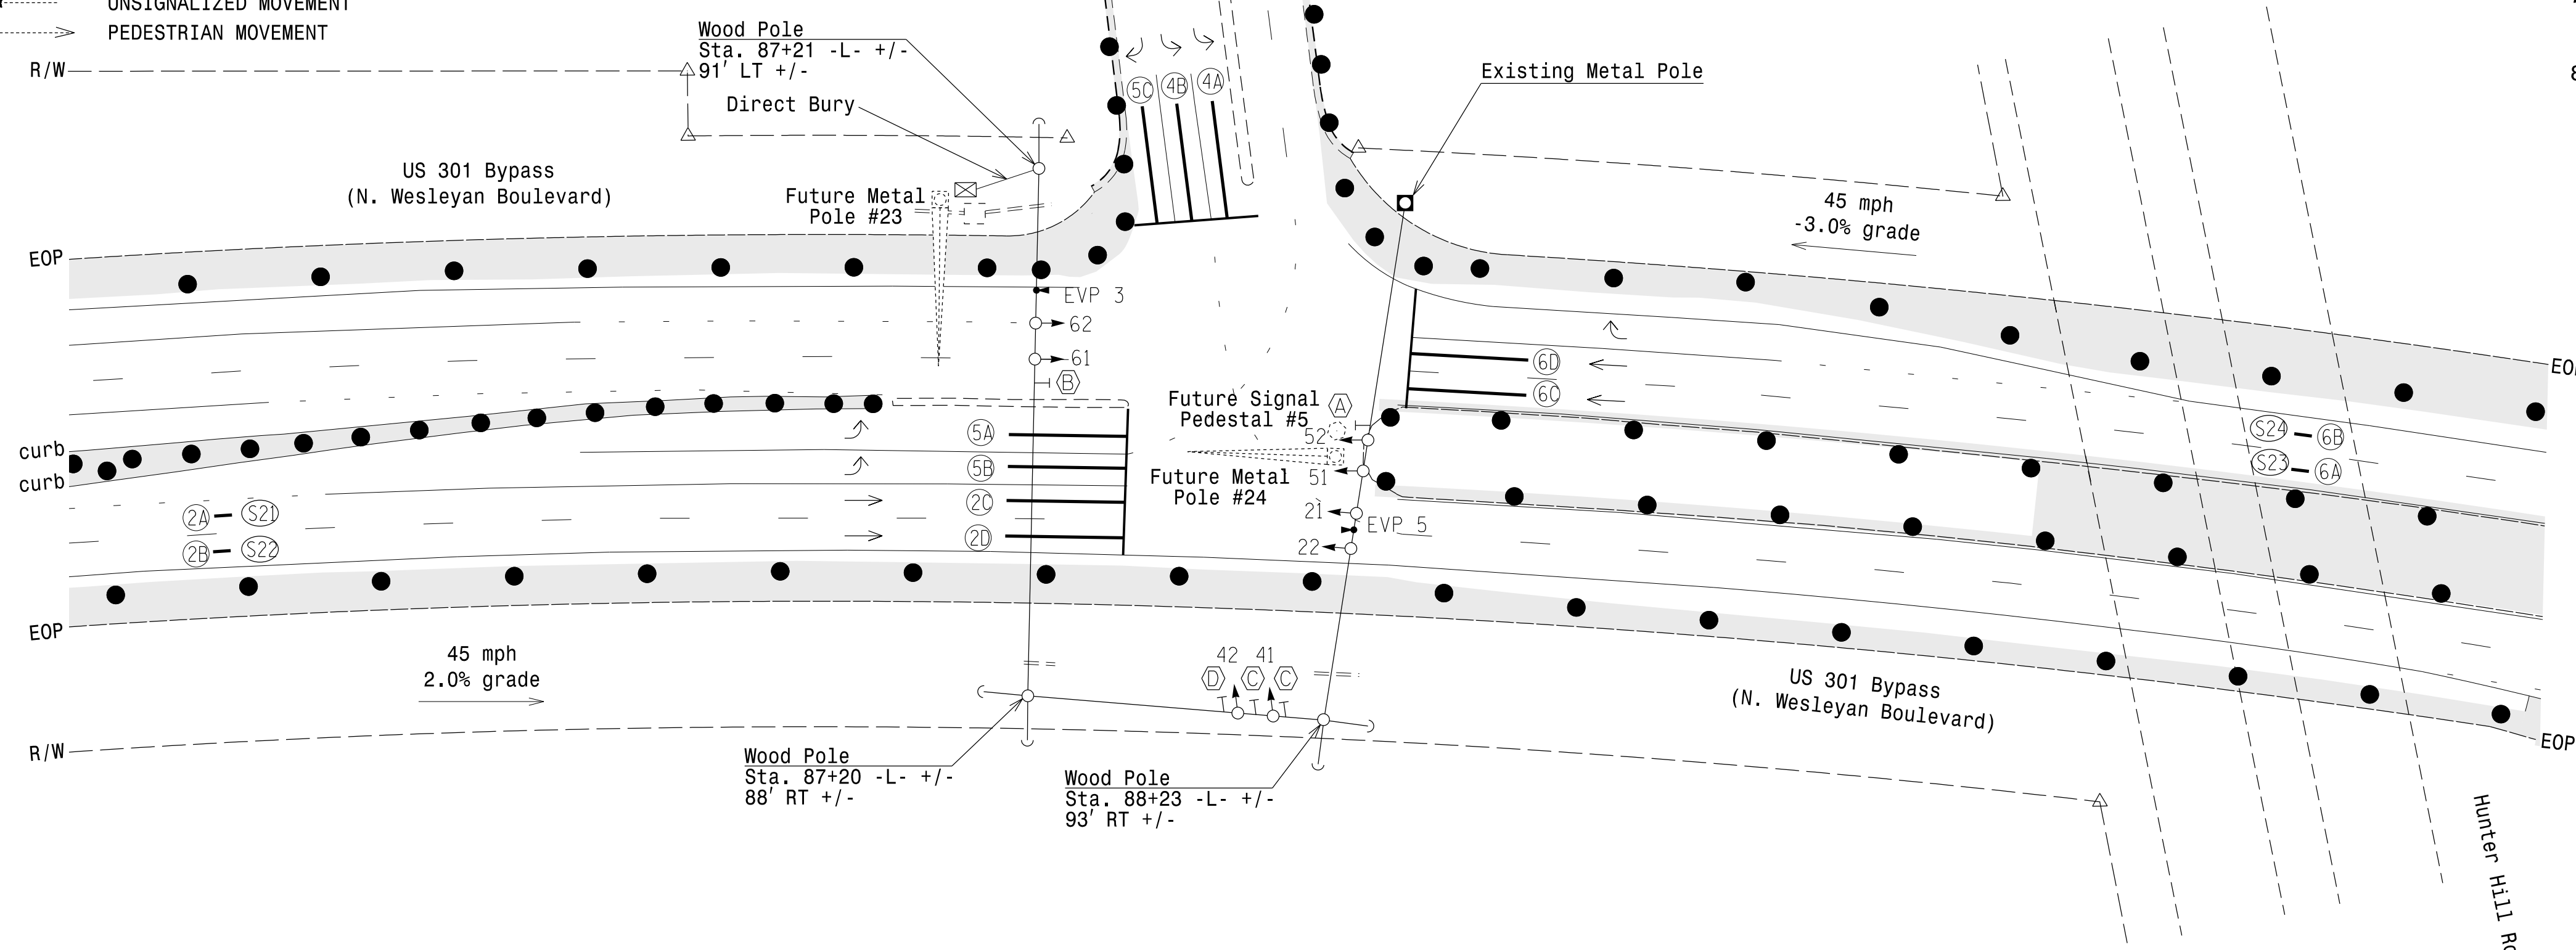 UNSIGNALIZED MOVEMENT
PEDESTRIAN MOVEMENT
R/W
Wood Pole
Sta. 87+21 -L- +/-
91' LT +/-
Direct Bury
5C
4B
4A
Existing Metal Pole
US 301 Bypass
(N. Wesleyan Boulevard)
Future Metal
Pole #23
45 mph
-3.0% grade
EOP
EVP 3
62
61
B
6D
6C
Future Signal
Pedestal #5
A
52
curb
curb
5A
5B
2C
2D
Future Metal
Pole #24
51
21
EVP 5
22
S24
6B
S23
6A
2A
S21
2B
S22
EOP
45 mph
2.0% grade
42
41
D
C
C
US 301 Bypass
(N. Wesleyan Boulevard)
R/W
Wood Pole
Sta. 87+20 -L- +/-
88' RT +/-
Wood Pole
Sta. 88+23 -L- +/-
93' RT +/-
EOP
Hunter Hill